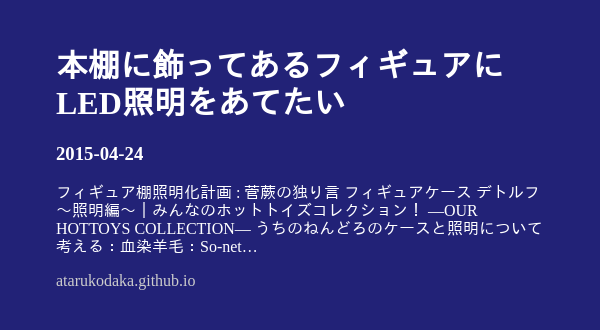 本棚に飾ってあるフィギュアに
LED照明をあてたい
2015-04-24
フィギュア棚照明化計画 : 菅蕨の独り言 フィギュアケース デトルフ
〜照明編〜｜みんなのホットトイズコレクション！ —OUR
HOTTOYS COLLECTION— うちのねんどろのケースと照明について
考える：血染羊毛：So-net…
atarukodaka.github.io